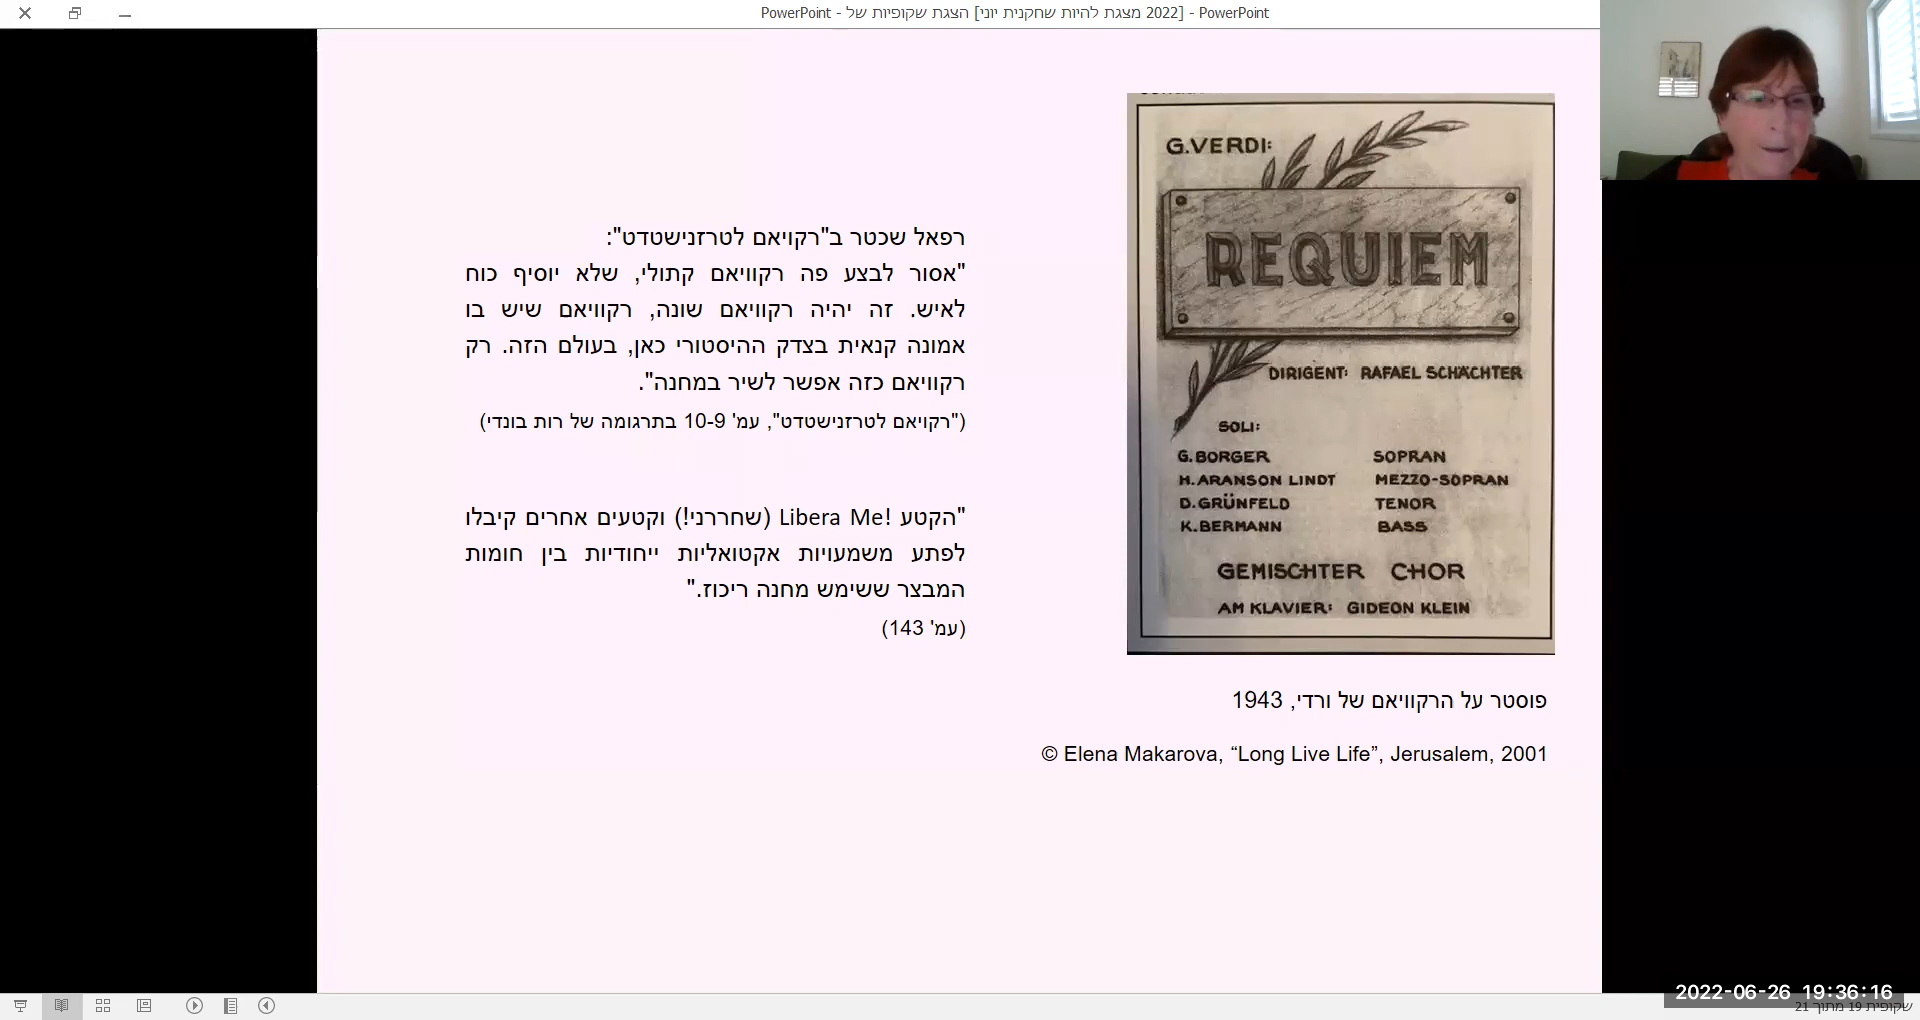 PowerPoint - הצגת שקופיות של [מצגת להיות שחקנית יוני 2022] - PowerPoint
רפאל שכטר ב"רקויאם לטרזנישטדט":
"אסור לבצע פה רקוויאם קתולי, שלא יוסיף כוח
לאיש. זה יהיה רקוויאם שונה, רקוויאם שיש בו
אמונה קנאית בצדק ההיסטורי כאן, בעולם הזה. רק
רקוויאם כזה אפשר לשיר במחנה".
("רקויאם לטרזנישטדט", עמ' 10-9 בתרגומה של רות בונדי)
"הקטע Libera Me! (שחררני!) וקטעים אחרים קיבלו
לפתע משמעויות אקטואליות ייחודיות בין חומות
המבצר ששימש מחנה ריכוז."
(עמ' 143)
G.VERDI:
REQUIEM
DIRIGENT: RAFAEL SCHÄCHTER
SOLI:
G.BORGER SOPRAN
H.ARANSON LINDT MEZZO-SOPRAN
D.GRÜNFELD TENOR
K.BERMANN BASS
GEMISCHTER CHOR
AM KLAVIER: GIDEON KLEIN
פוסטר על הרקוויאם של ורדי, 1943
© Elena Makarova, “Long Live Life”, Jerusalem, 2001
2022-06-26 19:36:16
שקופית 19 מתוך 21